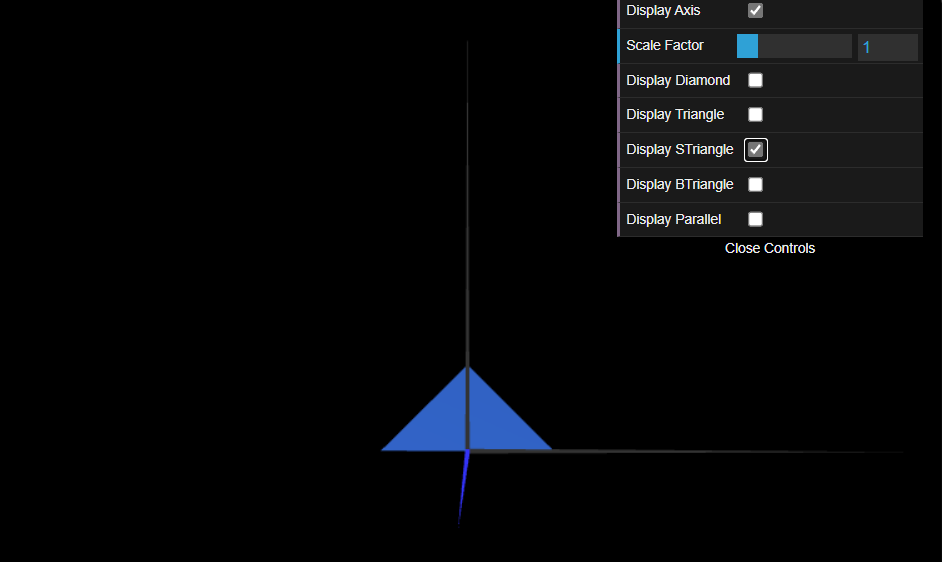 Display Axis
Scale Factor 1
Display Diamond
Display Triangle
Display STriangle
Display BTriangle
Display Parallel
Close Controls